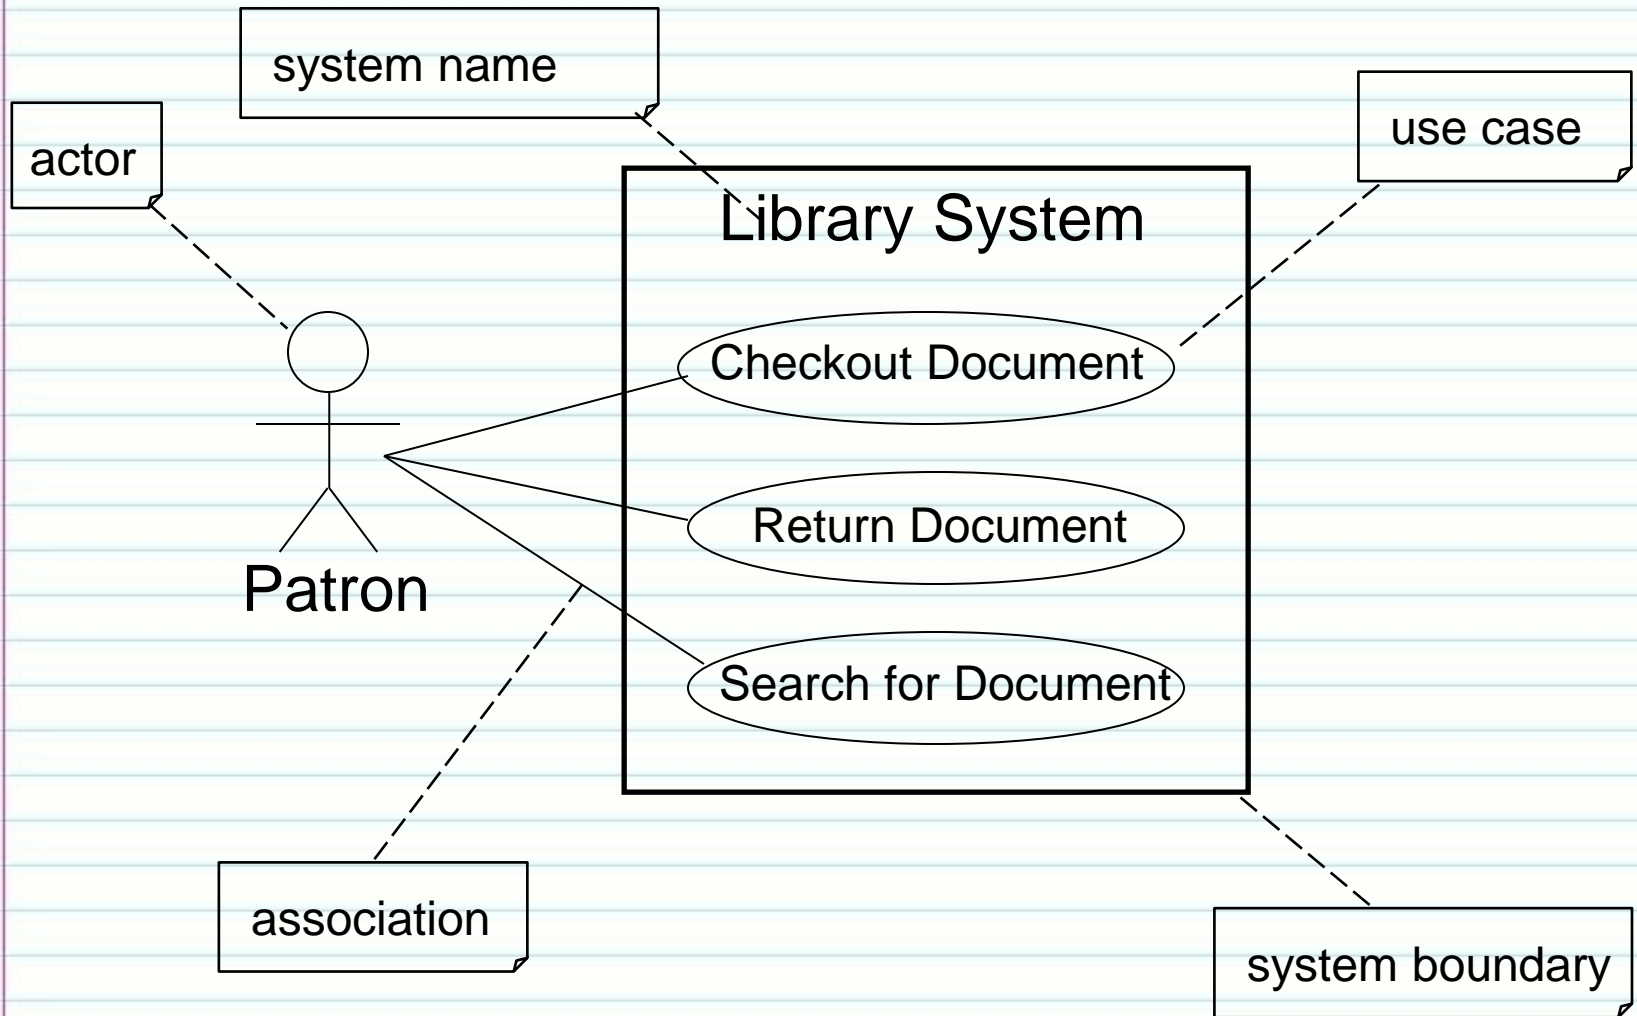 system name
use case
actor
Library System
Checkout Document
Return Document
Patron
Search for Document
association
system boundary